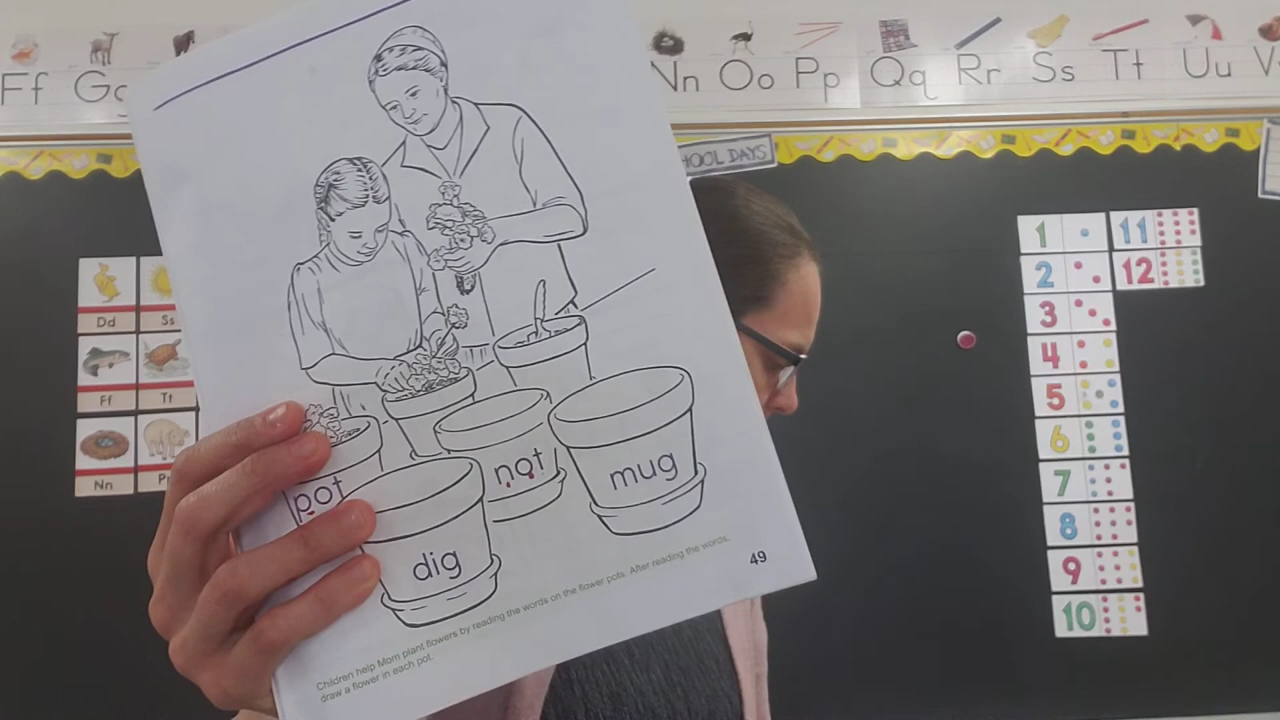 Ff
Nn Oo Pp Qq Rr Ss Tt Uu
HOOL DAYS
Dd Ss
Ff Tt
Nn
1
2
3
4
5
6
7
8
9
10
11
12
pot
not
mug
dig
Children help Mom plant flowers by reading the words on the flower pots. After reading the words,
draw a flower in each pot.
49